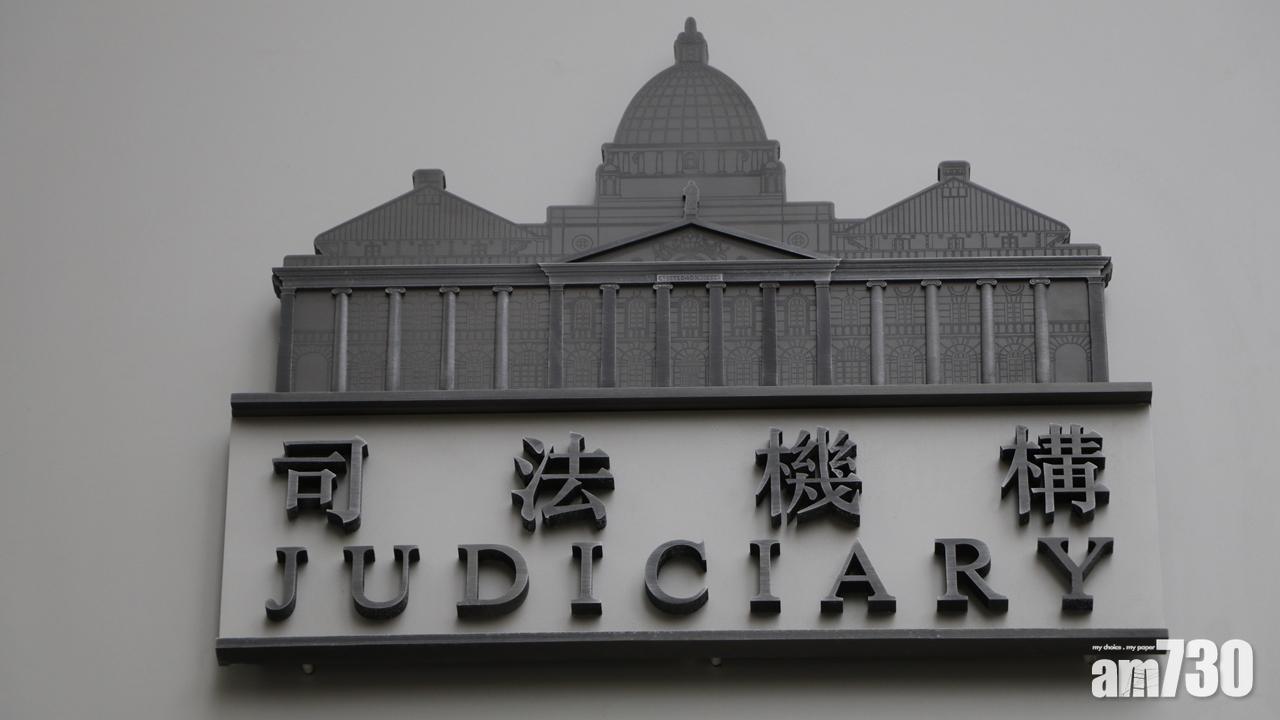 司法機構
JUDICIARY
my choice . my paper
am730